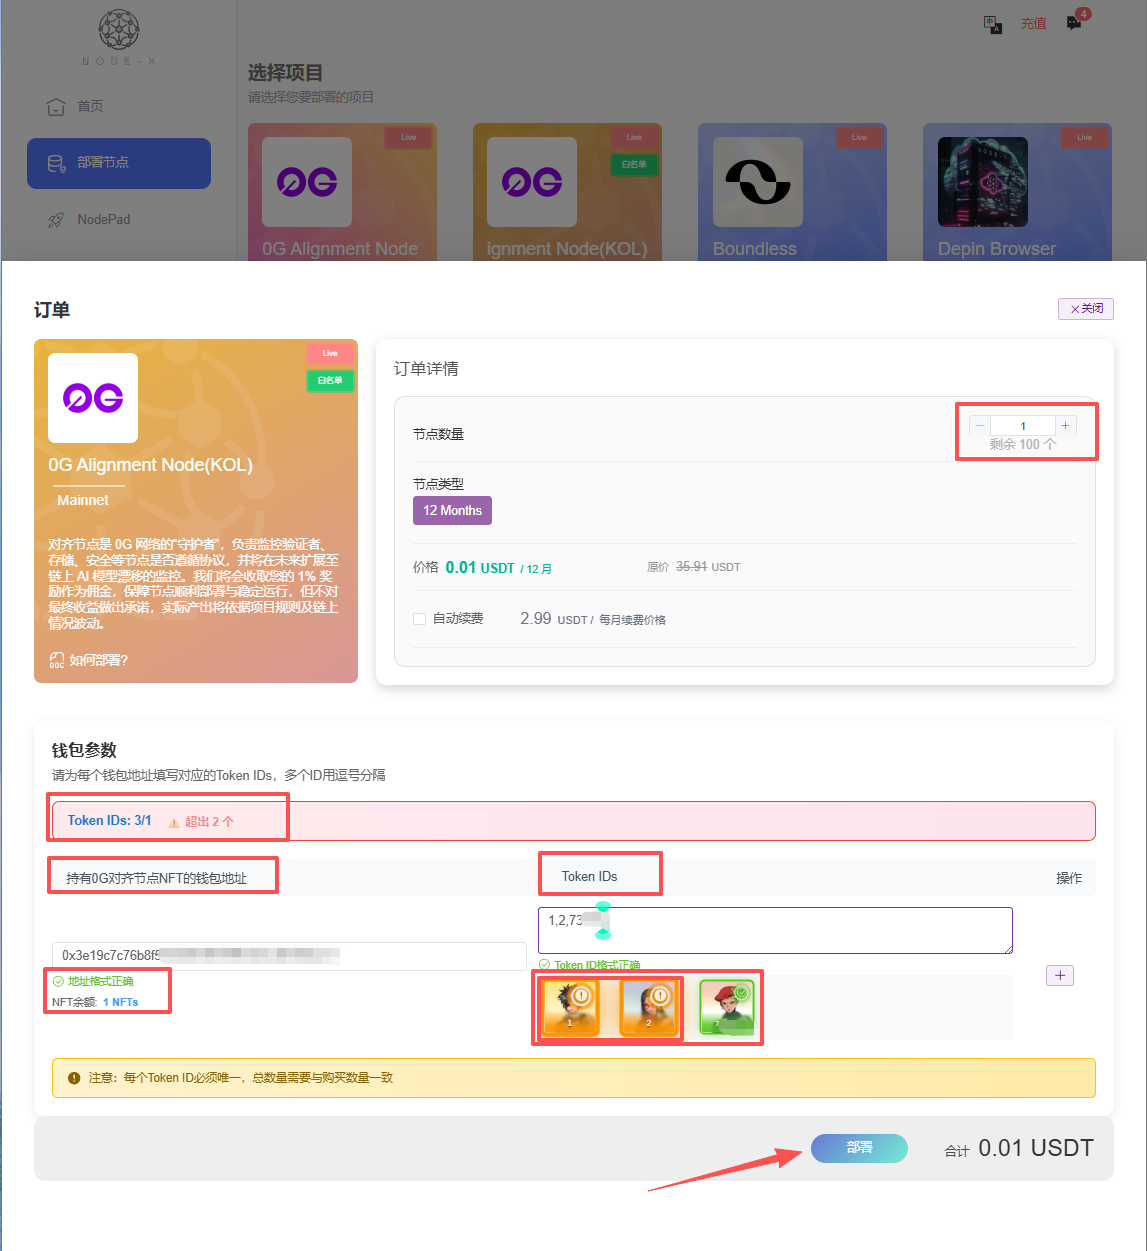 NODE-X
充值
4
首页
部署节点
NodePad
选择项目
请选择您要部署的项目
Live
0G
0G Alignment Node
Live
白名单
0G
ignment Node(KOL)
Live
Boundless
Live
Depin Browser
订单
×关闭
Live
白名单
0G
0G Alignment Node(KOL)
Mainnet
对齐节点是 0G 网络的“守护者”，负责监控验证者、
存储、安全等节点是否遵循协议，并将在未来扩展至
链上 AI 模型漂移的监控。我们将会收取您的 1% 奖
励作为佣金，保障节点顺利部署与稳定运行，但不对
最终收益做出承诺，实际产出将依据项目规则及链上
情况波动。
DOC 如何部署?
订单详情
节点数量
− 1 +
剩余 100 个
节点类型
12 Months
价格 0.01 USDT / 12 月
原价 35.91 USDT
自动续费 2.99 USDT / 每月续费价格
钱包参数
请为每个钱包地址填写对应的Token IDs，多个ID用逗号分隔
Token IDs: 3/1 超出 2 个
持有0G对齐节点NFT的钱包地址
Token IDs
操作
1,2,73
0x3e19c7c76b8f5
Token ID格式正确
地址格式正确
NFT余额: 1 NFTs
1
2
+
注意：每个Token ID必须唯一，总数量需要与购买数量一致
部署
合计 0.01 USDT